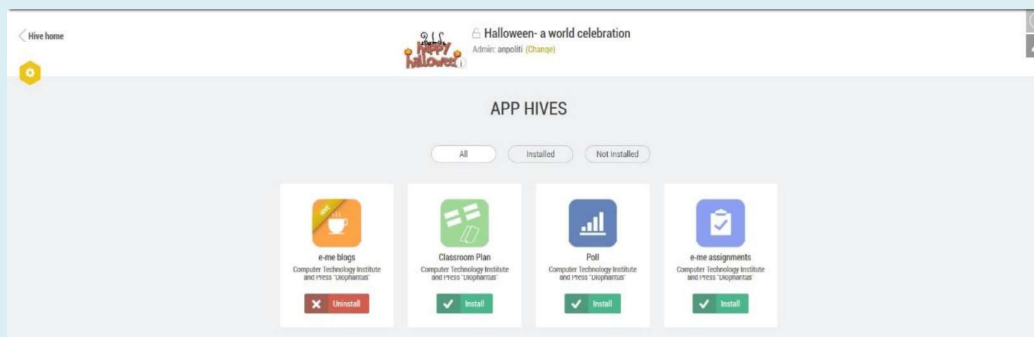 Hive home
happy
halloween
Halloween- a world celebration
Admin: anpoliti (Change)
APP HIVES
All
Installed
Not Installed
e-me blogs
Computer Technology Institute
and Press "Diophantus"
Uninstall
Classroom Plan
Computer Technology Institute
and Press "Diophantus"
Install
Poll
Computer Technology Institute
and Press "Diophantus"
Install
e-me assignments
Computer Technology Institute
and Press "Diophantus"
Install